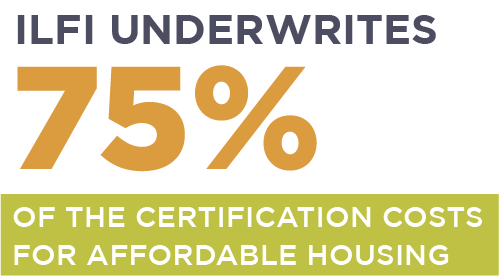 ILFI UNDERWRITES
75%
OF THE CERTIFICATION COSTS
FOR AFFORDABLE HOUSING